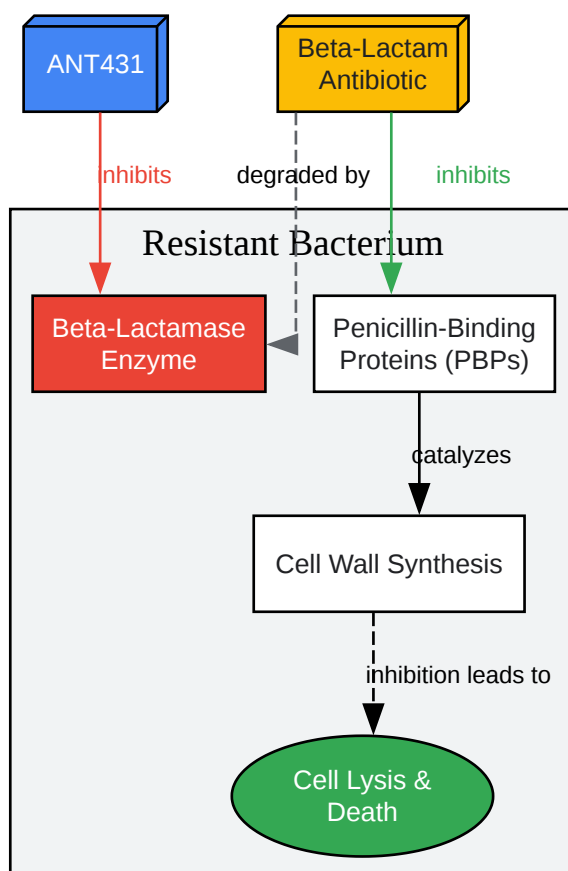 ANT431
Beta-Lactam
Antibiotic
inhibits
degraded by
inhibits
Resistant Bacterium
Beta-Lactamase
Enzyme
Penicillin-Binding
Proteins (PBPs)
catalyzes
Cell Wall Synthesis
inhibition leads to
Cell Lysis &
Death